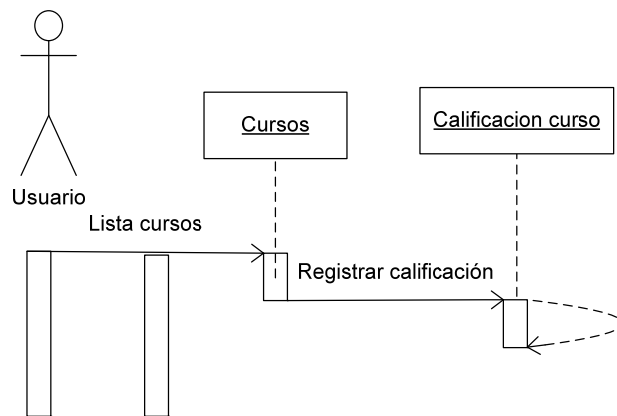 Cursos
Calificacion curso
Usuario
Lista cursos
Registrar calificación